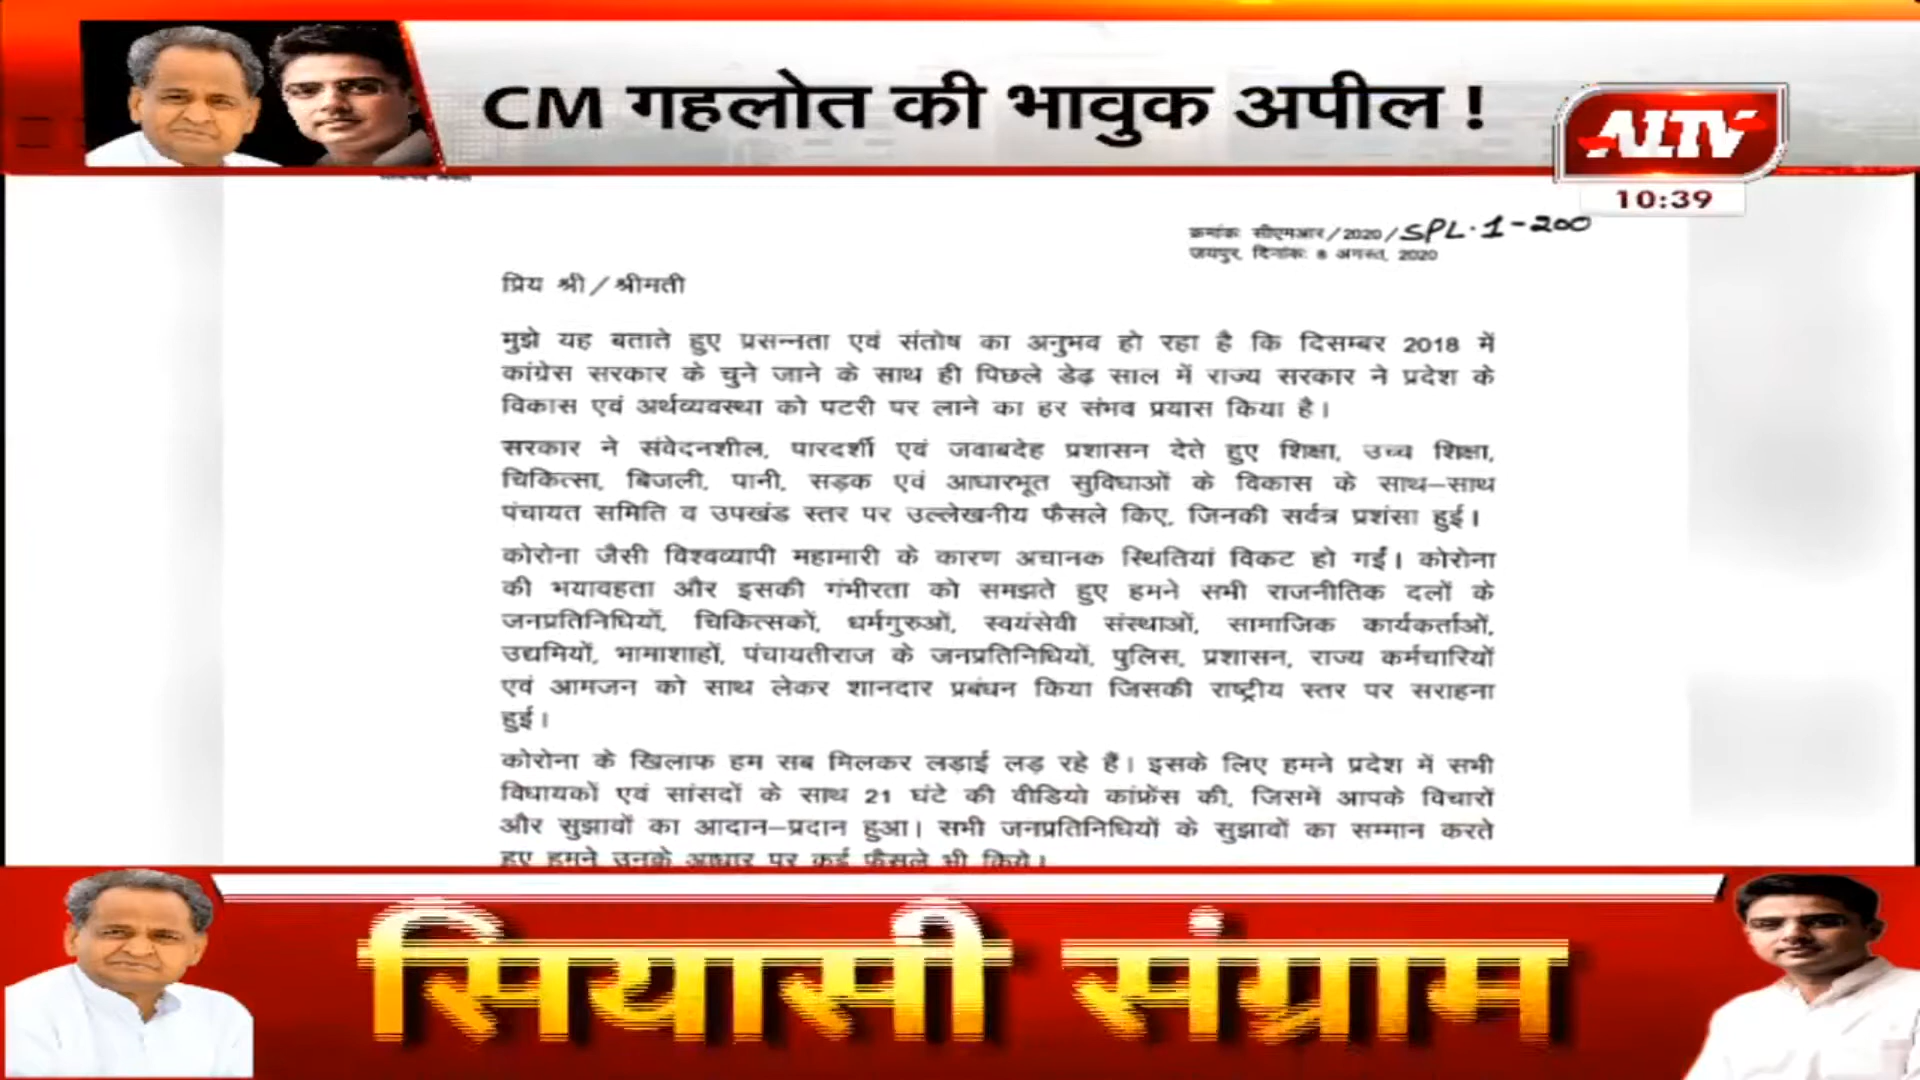 CM गहलोत की भावुक अपील !
A1TV
10:39
क्रमांकः सीएमआर/2020/SPL.1-200
जयपुर, दिनांकः 8 अगस्त, 2020
प्रिय श्री/श्रीमती
मुझे यह बताते हुए प्रसन्नता एवं संतोष का अनुभव हो रहा है कि दिसम्बर 2018 में
कांग्रेस सरकार के चुने जाने के साथ ही पिछले डेढ़ साल में राज्य सरकार ने प्रदेश के
विकास एवं अर्थव्यवस्था को पटरी पर लाने का हर संभव प्रयास किया है।
सरकार ने संवेदनशील, पारदर्शी एवं जवाबदेह प्रशासन देते हुए शिक्षा, उच्च शिक्षा,
चिकित्सा, बिजली, पानी, सड़क एवं आधारभूत सुविधाओं के विकास के साथ–साथ
पंचायत समिति व उपखंड स्तर पर उल्लेखनीय फैसले किए, जिनकी सर्वत्र प्रशंसा हुई।
कोरोना जैसी विश्वव्यापी महामारी के कारण अचानक स्थितियां विकट हो गईं। कोरोना
की भयावहता और इसकी गंभीरता को समझते हुए हमने सभी राजनीतिक दलों के
जनप्रतिनिधियों, चिकित्सकों, धर्मगुरुओं, स्वयंसेवी संस्थाओं, सामाजिक कार्यकर्ताओं,
उद्यमियों, भामाशाहों, पंचायतीराज के जनप्रतिनिधियों, पुलिस, प्रशासन, राज्य कर्मचारियों
एवं आमजन को साथ लेकर शानदार प्रबंधन किया जिसकी राष्ट्रीय स्तर पर सराहना
हुई।
कोरोना के खिलाफ हम सब मिलकर लड़ाई लड़ रहे हैं। इसके लिए हमने प्रदेश में सभी
विधायकों एवं सांसदों के साथ 21 घंटे की वीडियो कांफ्रेंस की, जिसमें आपके विचारों
और सुझावों का आदान–प्रदान हुआ। सभी जनप्रतिनिधियों के सुझावों का सम्मान करते
हुए हमने उनके आधार पर कई फैसले भी किये।
सियासी संग्राम